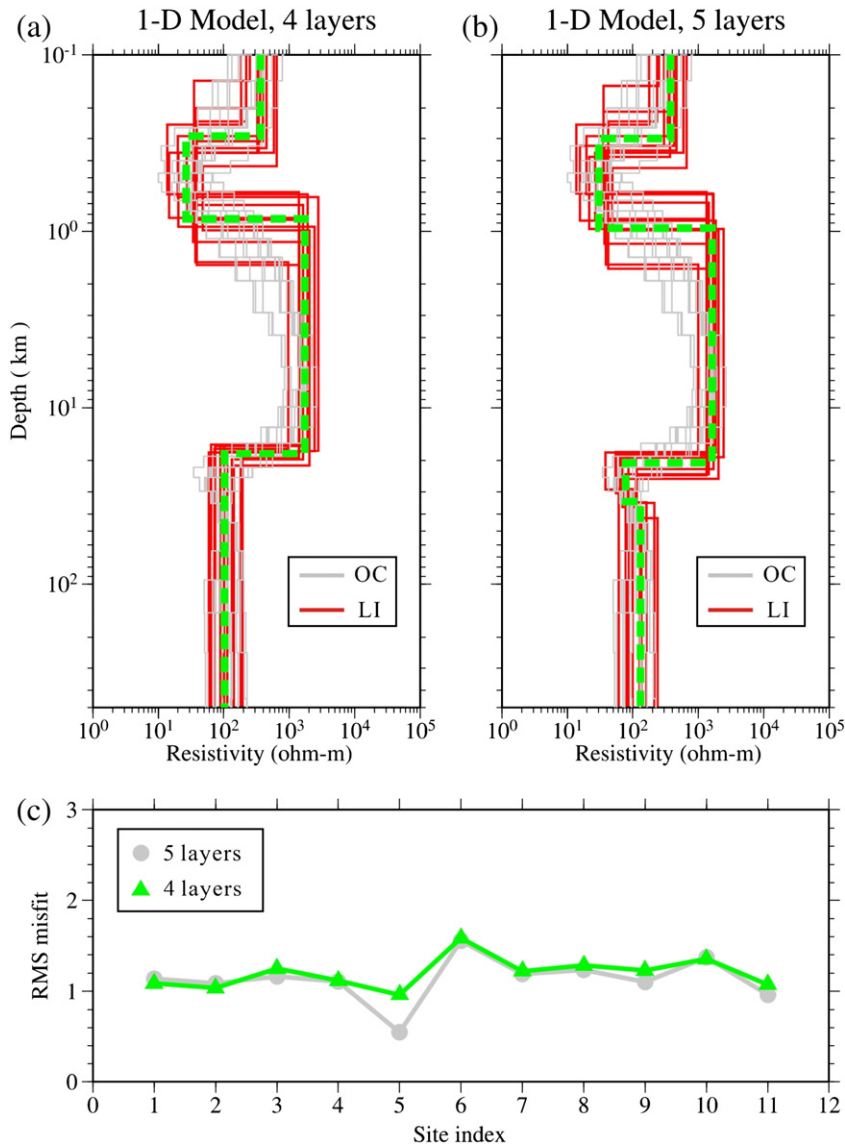 (a) 1-D Model, 4 layers
(b) 1-D Model, 5 layers
10-1
100
101
102
Depth ( km )
OC
LI
OC
LI
100 101 102 103 104 105
100 101 102 103 104 105
Resistivity (ohm-m)
Resistivity (ohm-m)
(c)
3
2
1
0
RMS misfit
5 layers
4 layers
0 1 2 3 4 5 6 7 8 9 10 11 12
Site index